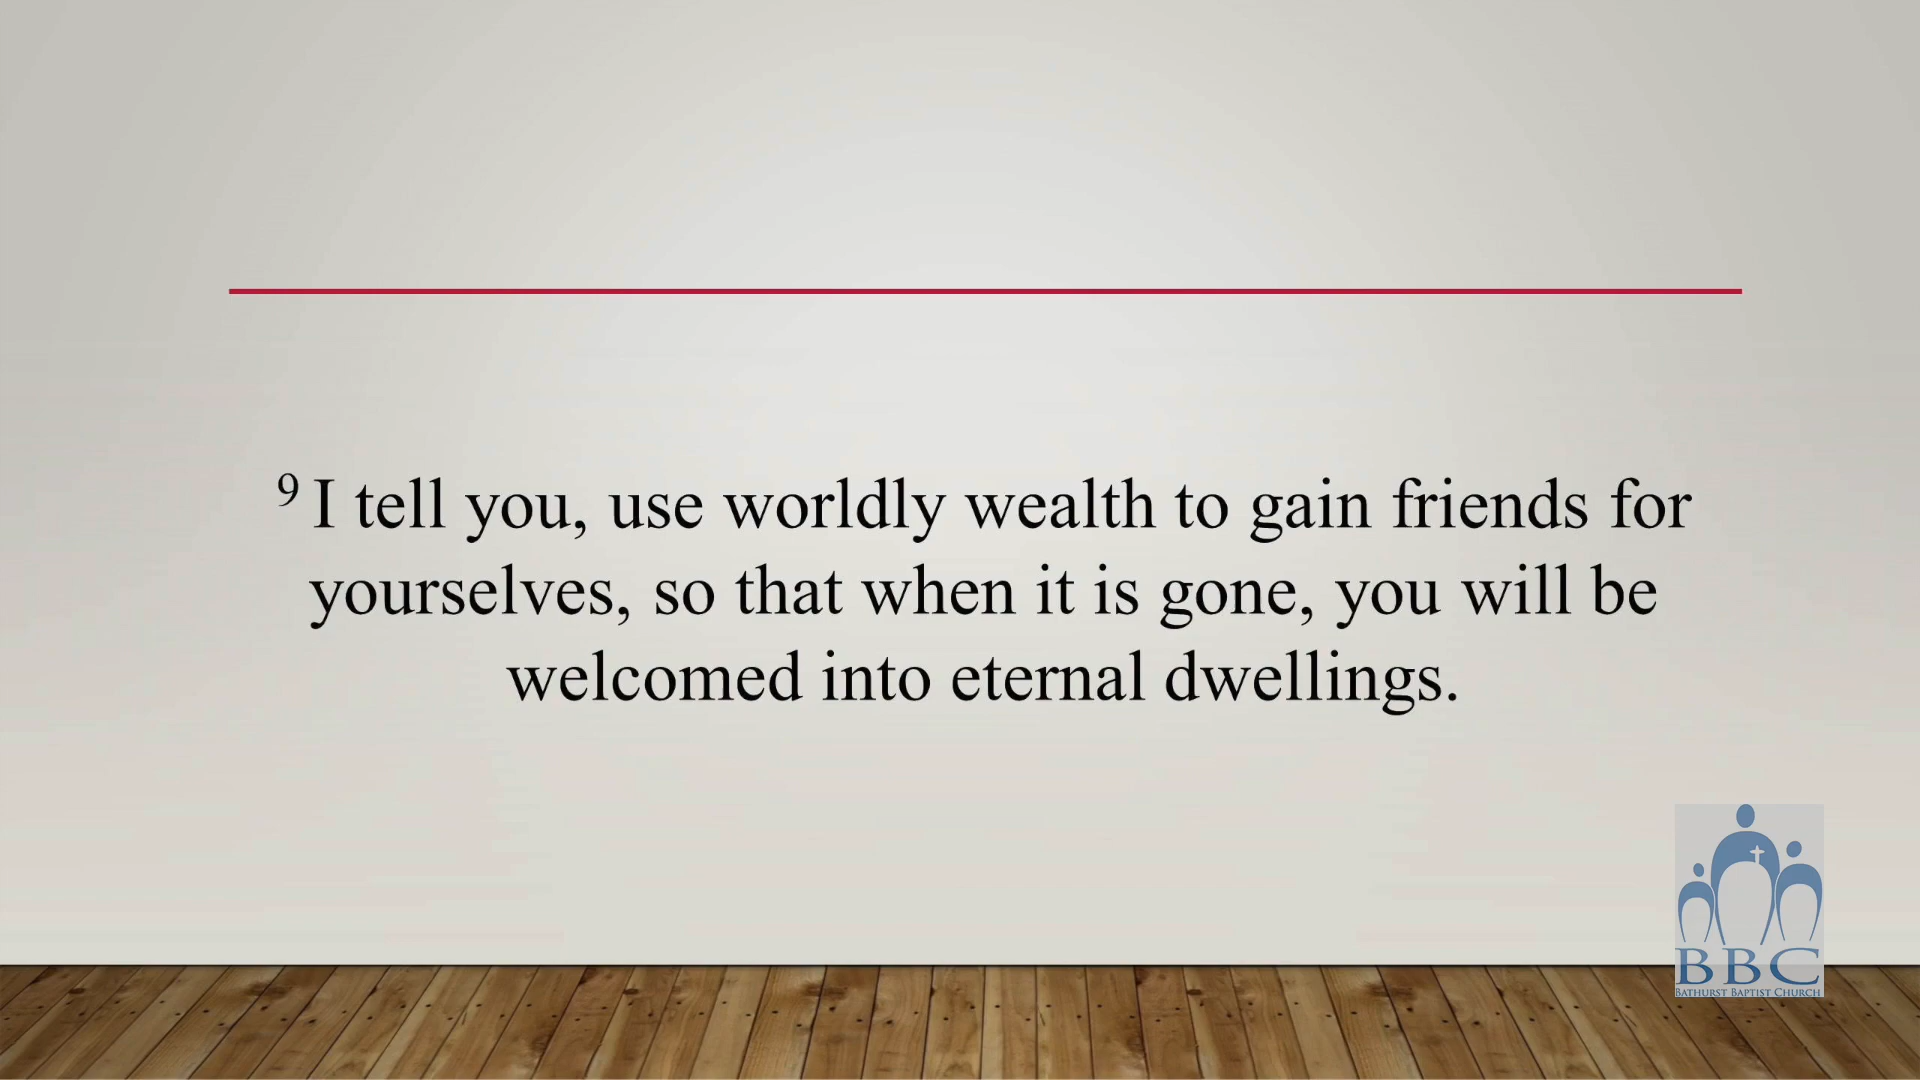 9 I tell you, use worldly wealth to gain friends for
yourselves, so that when it is gone, you will be
welcomed into eternal dwellings.
BBC
BATHURST BAPTIST CHURCH